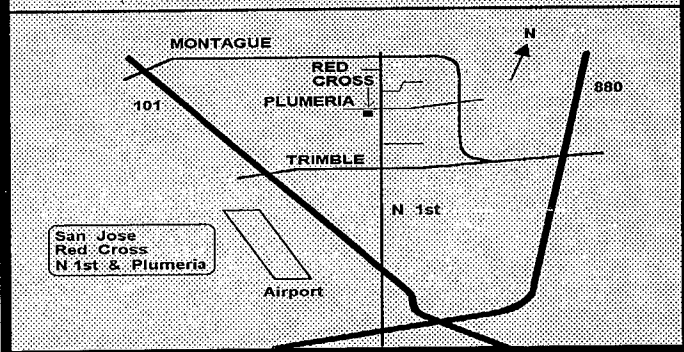 MONTAGUE
N
RED
CROSS
880
PLUMERIA
101
TRIMBLE
N 1st
San Jose
Red Cross
N 1st & Plumeria
Airport